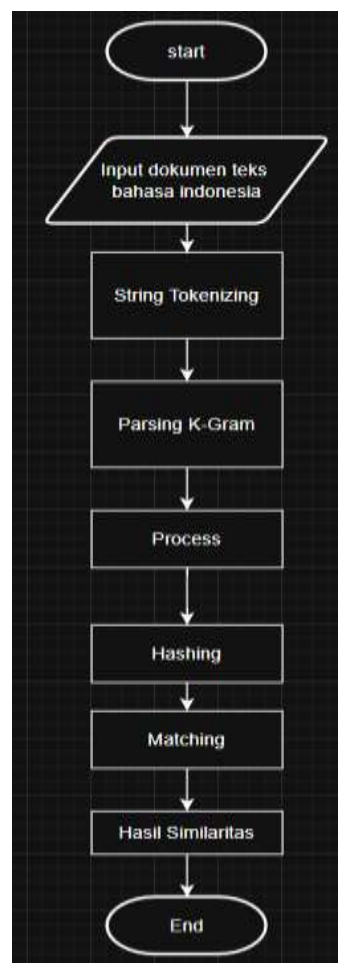 start
Input dokumen teks
bahasa indonesia
String Tokenizing
Parsing K-Gram
Process
Hashing
Matching
Hasil Similaritas
End